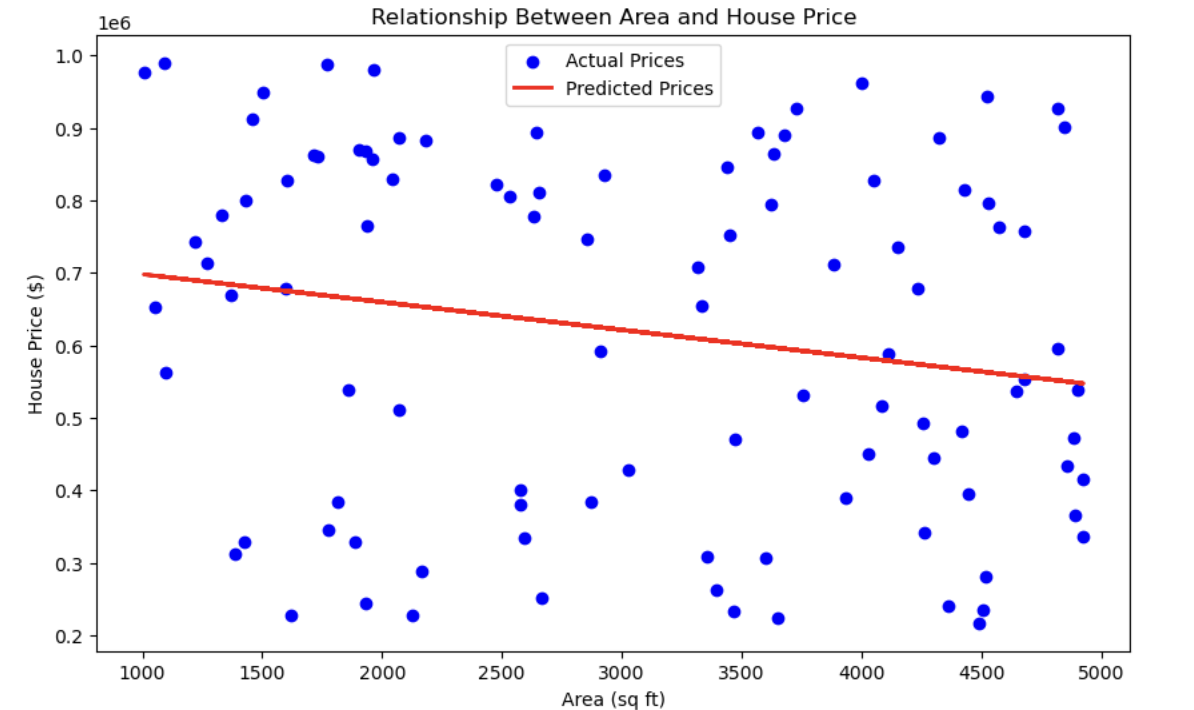 Relationship Between Area and House Price
1e6
Actual Prices
Predicted Prices
1.0
0.9
0.8
0.7
0.6
0.5
0.4
0.3
0.2
House Price ($)
1000 1500 2000 2500 3000 3500 4000 4500 5000
Area (sq ft)